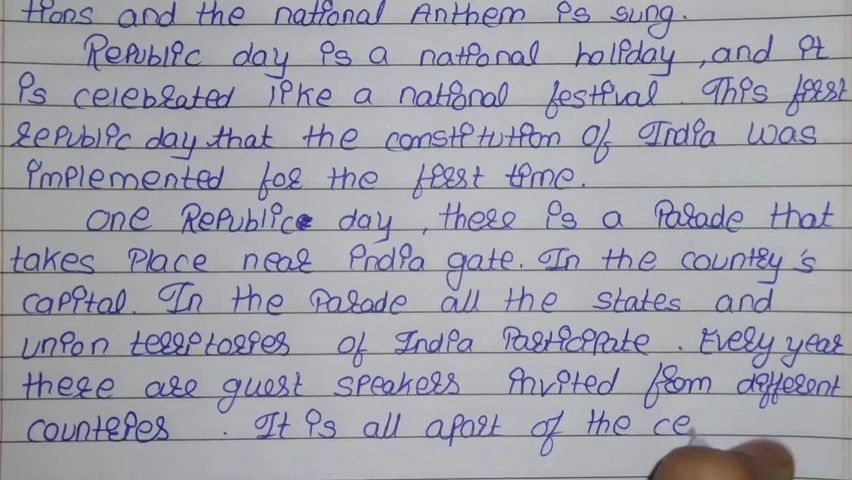 tions and the national Anthem is sung.
Republic day is a national holiday, and it
is celebrated like a national festival. This first
republic day that the constitution of India was
implemented for the first time.
One Republic day, there is a Parade that
takes Place near India gate. In the country's
capital. In the Parade all the states and
union territories of India Participate. Every year
there are guest speakers invited from different
counteries. It is all apart of the ce